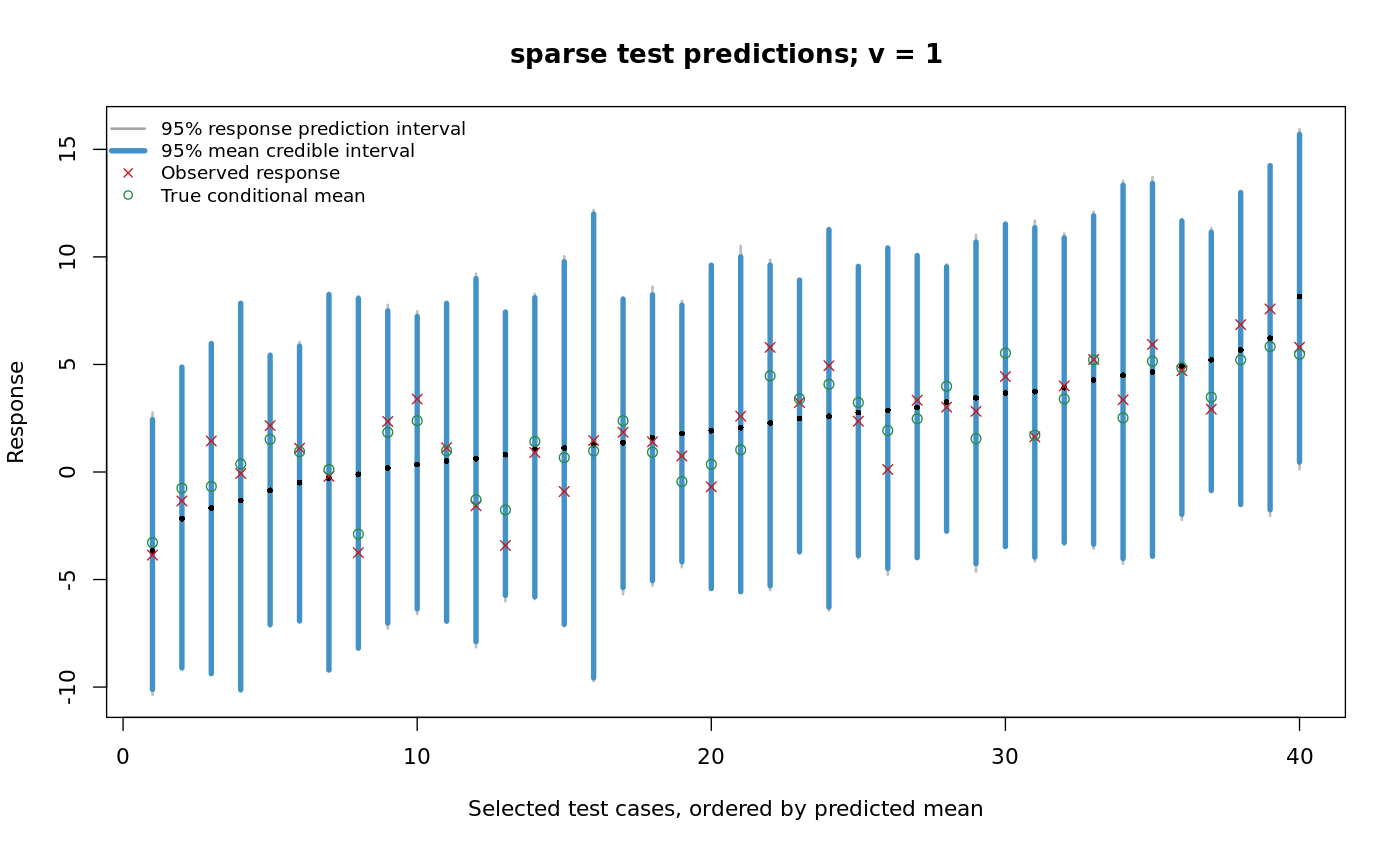 sparse test predictions; v = 1
95% response prediction interval
95% mean credible interval
Observed response
True conditional mean
Response
15
10
5
0
-5
-10
0 10 20 30 40
Selected test cases, ordered by predicted mean